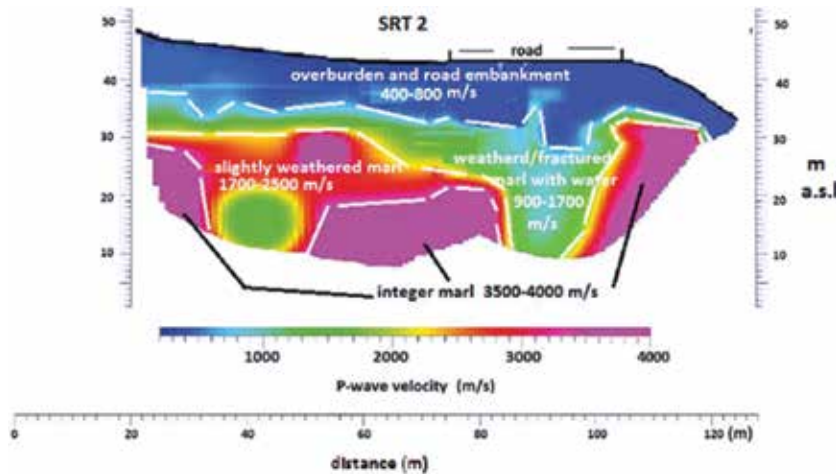 SRT 2
50
50
road
overburden and road embankment
400-800 m/s
40
40
30
30
slightly weathered marl
1700-2500 m/s
weatherd/fractured
marl with water
900-1700
m/s
m
a.s.l
20
20
10
10
integer marl 3500-4000 m/s
1000
2000
3000
4000
P-wave velocity (m/s)
0
20
40
60
80
100
120 (m)
distance (m)